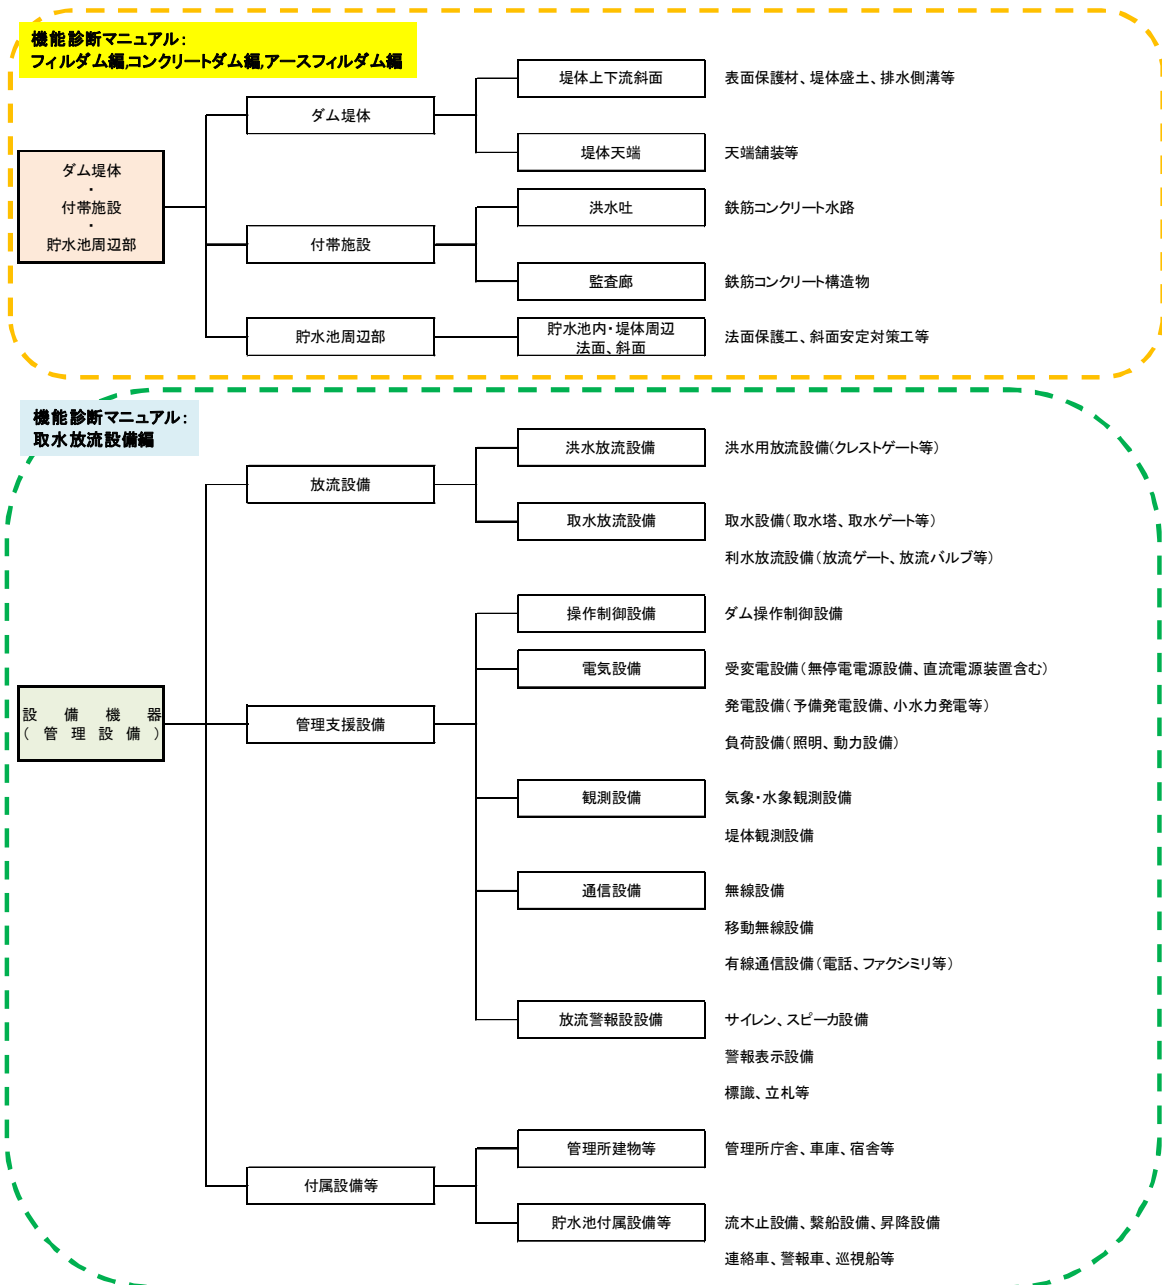 機能診断マニュアル：
フィルダム編,コンクリートダム編,アースフィルダム編
堤体上下流斜面
表面保護材、堤体盛土、排水側溝等
ダム堤体
堤体天端
天端舗装等
ダム堤体
・
付帯施設
・
貯水池周辺部
洪水吐
鉄筋コンクリート水路
付帯施設
監査廊
鉄筋コンクリート構造物
貯水池周辺部
貯水池内・堤体周辺
法面、斜面
法面保護工、斜面安定対策工等
機能診断マニュアル：
取水放流設備編
洪水放流設備
洪水用放流設備（クレストゲート等）
放流設備
取水放流設備
取水設備（取水塔、取水ゲート等）
利水放流設備（放流ゲート、放流バルブ等）
操作制御設備
ダム操作制御設備
電気設備
受変電設備（無停電電源設備、直流電源装置含む）
発電設備（予備発電設備、小水力発電等）
設備機器
（管理設備）
管理支援設備
負荷設備（照明、動力設備）
観測設備
気象・水象観測設備
堤体観測設備
通信設備
無線設備
移動無線設備
有線通信設備（電話、ファクシミリ等）
放流警報設設備
サイレン、スピーカ設備
警報表示設備
標識、立札等
管理所建物等
管理所庁舎、車庫、宿舎等
付属設備等
貯水池付属設備等
流木止設備、繋船設備、昇降設備
連絡車、警報車、巡視船等